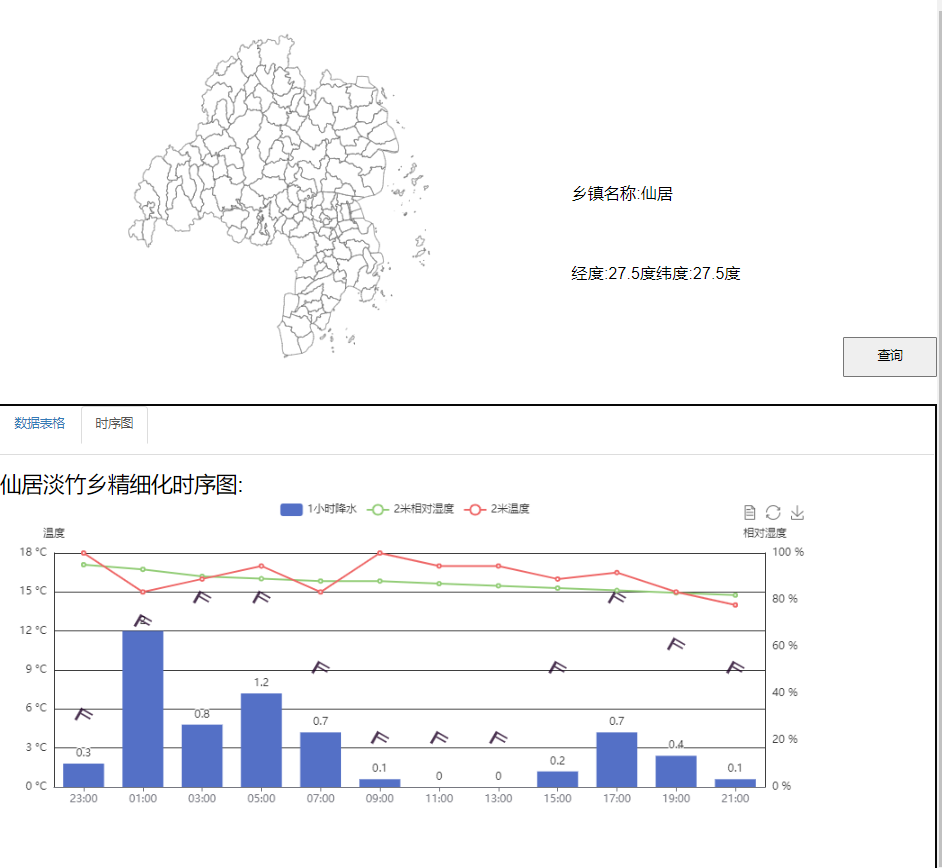 乡镇名称:仙居
经度:27.5度纬度:27.5度
查询
数据表格 时序图
仙居淡竹乡精细化时序图:
1小时降水 2米相对湿度 2米温度
温度 相对湿度
18 °C 100 %
15 °C 80 %
12 °C
60 %
9 °C
1.2 40 %
6 °C
0.8 0.7 0.7
20 %
3 °C 0.3 0.4
0.1 0 0 0.2 0.1
0 °C 0 %
23:00 01:00 03:00 05:00 07:00 09:00 11:00 13:00 15:00 17:00 19:00 21:00